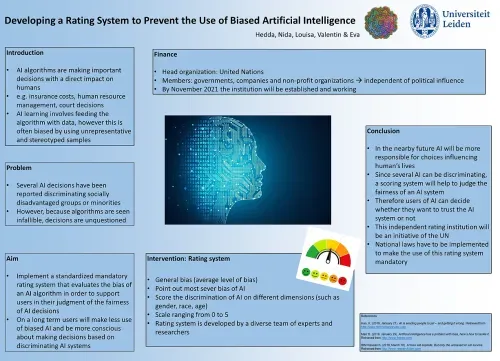 Developing a Rating System to Prevent the Use of Biased Artificial Intelligence
Hedda, Nida, Louisa, Valentin & Eva
Universiteit
Leiden
Introduction
• AI algorithms are making important
decisions with a direct impact on
humans
• e.g. insurance costs, human resource
management, court decisions
• AI learning involves feeding the
algorithm with data, however this is
often biased by using unrepresentative
and stereotyped samples
Problem
• Several AI decisions have been
reported discriminating socially
disadvantaged groups or minorities
• However, because algorithms are seen
infallible, decisions are unquestioned
Aim
• Implement a standardized mandatory
rating system that evaluates the bias of
an AI algorithm in order to support
users in their judgment of the fairness
of AI decisions
• On a long term users will make less use
of biased AI and be more conscious
about making decisions based on
discriminating AI systems
Finance
• Head organization: United Nations
• Members: governments, companies and non-profit organizations → independent of political influence
• By November 2021 the institution will be established and working
Intervention: Rating system
• General bias (average level of bias)
• Point out most sever bias of AI
• Score the discrimination of AI on different dimensions (such as
gender, race, age)
• Scale ranging from 0 to 5
• Rating system is developed by a diverse team of experts and
researchers
Conclusion
• In the nearby future AI will be more
responsible for choices influencing
human's lives
• Since several AI can be discriminating,
a scoring system will help to judge the
fairness of an AI system
• Therefore users of AI can decide
whether they want to trust the AI
system or not
• This independent rating institution will
be an initiative of the UN
• National laws have to be implemented
to make the use of this rating system
mandatory